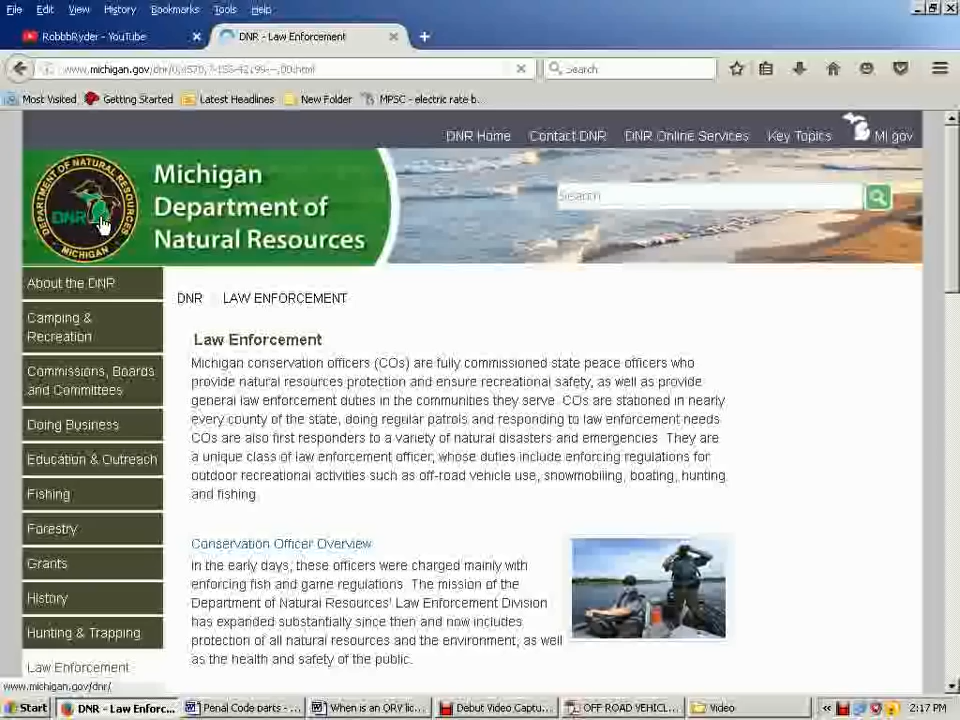 File Edit View History Bookmarks Tools Help
RobbbRyder - YouTube
DNR - Law Enforcement
Search
Most Visited Getting Started Latest Headlines New Folder MPSC - electric rate b.
DNR Home Contact DNR DNR Online Services Key Topics MI gov
DEPARTMENT OF NATURAL RESOURCES
DNR
MICHIGAN
Michigan
Department of
Natural Resources
Search
About the DNR
Camping &
Recreation
Commissions, Boards
and Committees
Doing Business
Education & Outreach
Fishing
Forestry
Grants
History
Hunting & Trapping
Law Enforcement
DNR LAW ENFORCEMENT
Law Enforcement
Michigan conservation officers (COs) are fully commissioned state peace officers who
provide natural resources protection and ensure recreational safety, as well as provide
general law enforcement duties in the communities they serve COs are stationed in nearly
every county of the state, doing regular patrols and responding to law enforcement needs
COs are also first responders to a variety of natural disasters and emergencies They are
a unique class of law enforcement officer, whose duties include enforcing regulations for
outdoor recreational activities such as off-road vehicle use, snowmobiling, boating, hunting
and fishing
Conservation Officer Overview
In the early days, these officers were charged mainly with
enforcing fish and game regulations The mission of the
Department of Natural Resources' Law Enforcement Division
has expanded substantially since then and now includes
protection of all natural resources and the environment, as well
as the health and safety of the public.
www.michigan.gov/dnr/
Start DNR - Law Enforc... Penal Code parts - ... When is an ORV lic... Debut Video Captu... OFF ROAD VEHICL... Video « 2:17 PM